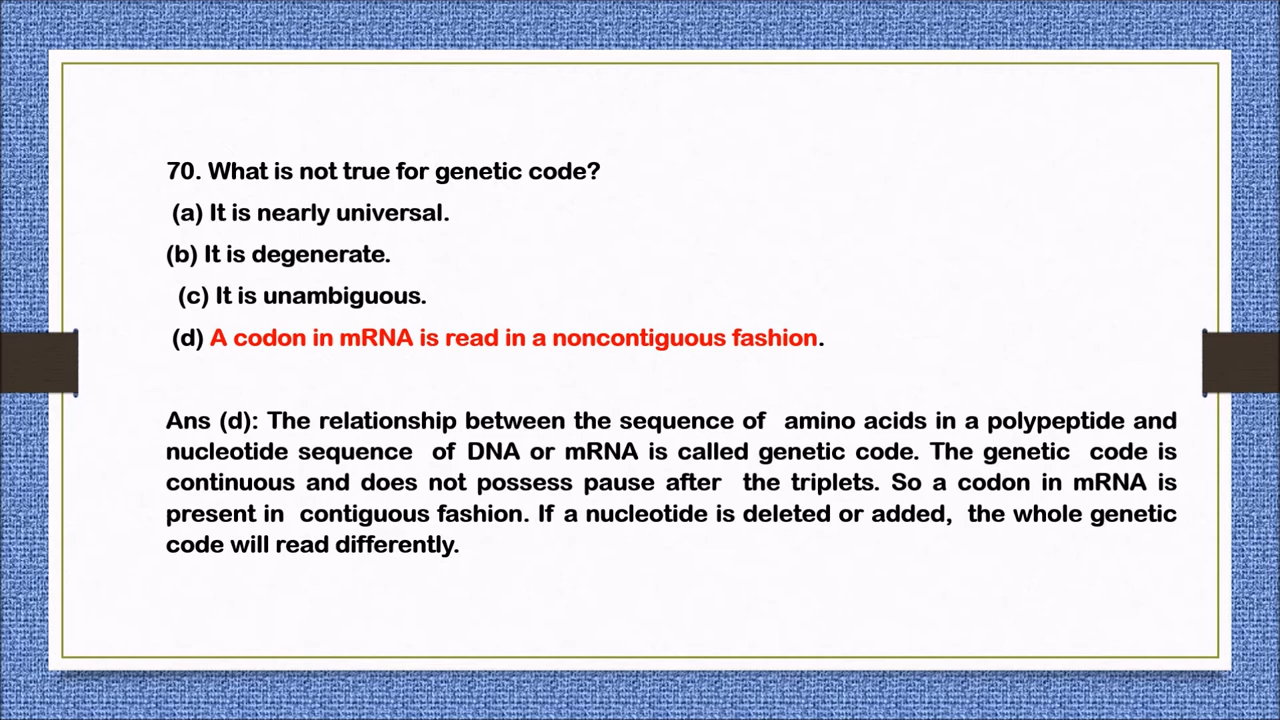 70. What is not true for genetic code?
(a) It is nearly universal.
(b) It is degenerate.
(c) It is unambiguous.
(d) A codon in mRNA is read in a noncontiguous fashion.
Ans (d): The relationship between the sequence of amino acids in a polypeptide and
nucleotide sequence of DNA or mRNA is called genetic code. The genetic code is
continuous and does not possess pause after the triplets. So a codon in mRNA is
present in contiguous fashion. If a nucleotide is deleted or added, the whole genetic
code will read differently.